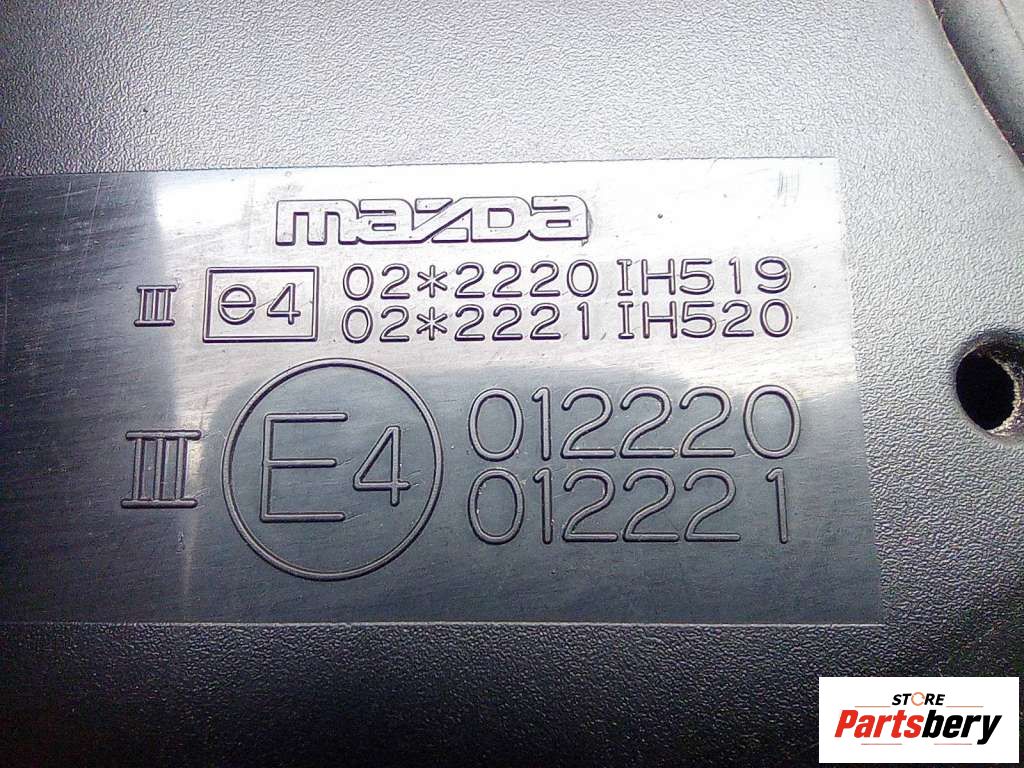 mazda
III e4 02*2220 IH519
02*2221 IH520
III E4 012220
012221
STORE
Partsbery